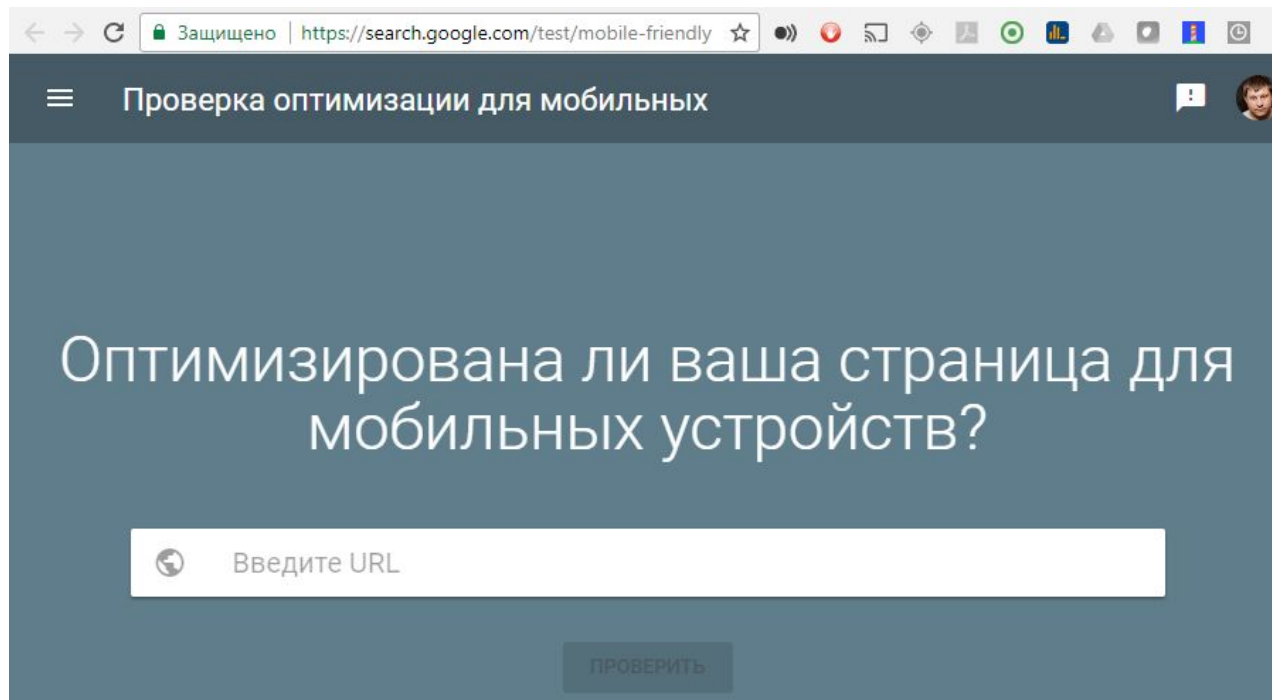 Защищено | https://search.google.com/test/mobile-friendly
Проверка оптимизации для мобильных
Оптимизирована ли ваша страница для
мобильных устройств?
Введите URL
ПРОВЕРИТЬ